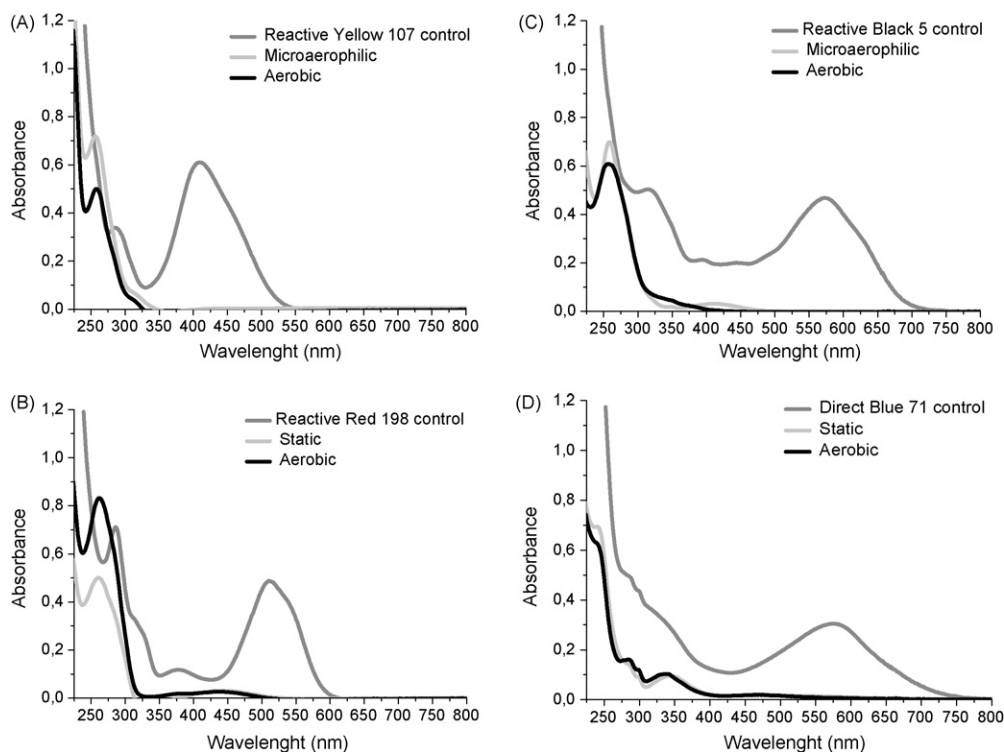 (A)
Reactive Yellow 107 control
Microaerophilic
Aerobic
Absorbance
1,2
1,0
0,8
0,6
0,4
0,2
0,0
250 300 350 400 450 500 550 600 650 700 750 800
Wavelenght (nm)
(C)
Reactive Black 5 control
Microaerophilic
Aerobic
Absorbance
1,2
1,0
0,8
0,6
0,4
0,2
0,0
250 300 350 400 450 500 550 600 650 700 750 800
Wavelenght (nm)
(B)
Reactive Red 198 control
Static
Aerobic
Absorbance
1,2
1,0
0,8
0,6
0,4
0,2
0,0
250 300 350 400 450 500 550 600 650 700 750 800
Wavelenght (nm)
(D)
Direct Blue 71 control
Static
Aerobic
Absorbance
1,2
1,0
0,8
0,6
0,4
0,2
0,0
250 300 350 400 450 500 550 600 650 700 750 800
Wavelenght (nm)